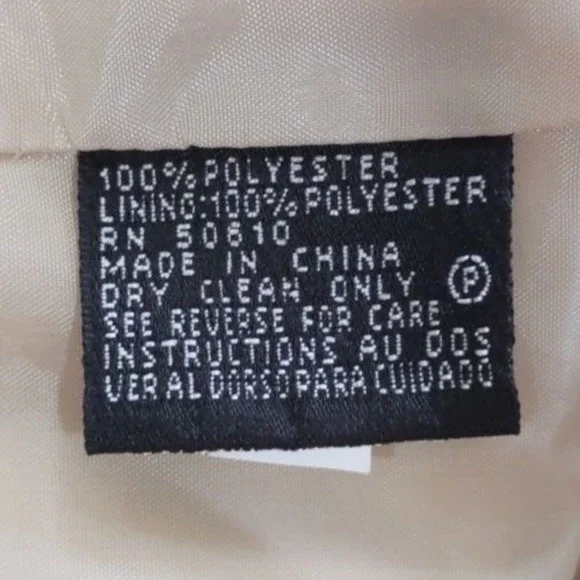 100% POLYESTER
LINING:100% POLYESTER
RN 50610
MADE IN CHINA
DRY CLEAN ONLY Ⓟ
SEE REVERSE FOR CARE
INSTRUCTIONS AU DOS
VER AL DORSO PARA CUIDADO